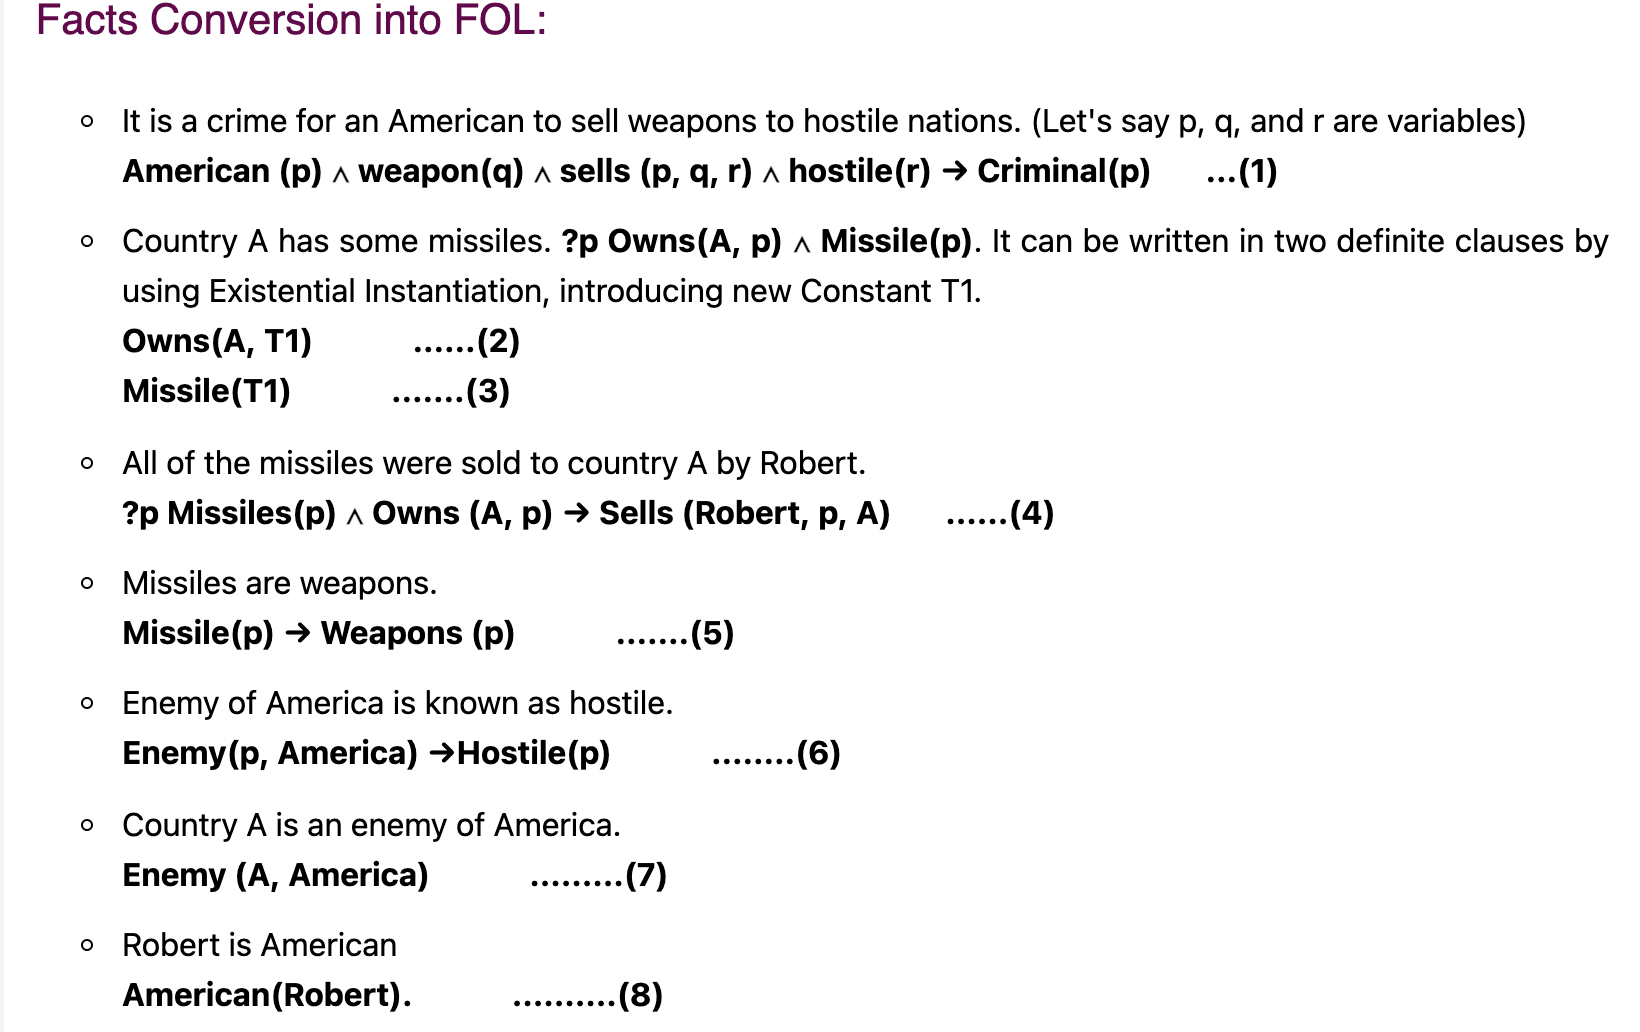 Facts Conversion into FOL:
It is a crime for an American to sell weapons to hostile nations. (Let's say p, q, and r are variables)
American (p) ∧ weapon(q) ∧ sells (p, q, r) ∧ hostile(r) → Criminal(p) ...(1)
Country A has some missiles. ?p Owns(A, p) ∧ Missile(p). It can be written in two definite clauses by
using Existential Instantiation, introducing new Constant T1.
Owns(A, T1) ......(2)
Missile(T1) .......(3)
All of the missiles were sold to country A by Robert.
?p Missiles(p) ∧ Owns (A, p) → Sells (Robert, p, A) ......(4)
Missiles are weapons.
Missile(p) → Weapons (p) .......(5)
Enemy of America is known as hostile.
Enemy(p, America) →Hostile(p) ........(6)
Country A is an enemy of America.
Enemy (A, America) .........(7)
Robert is American
American(Robert). ..........(8)